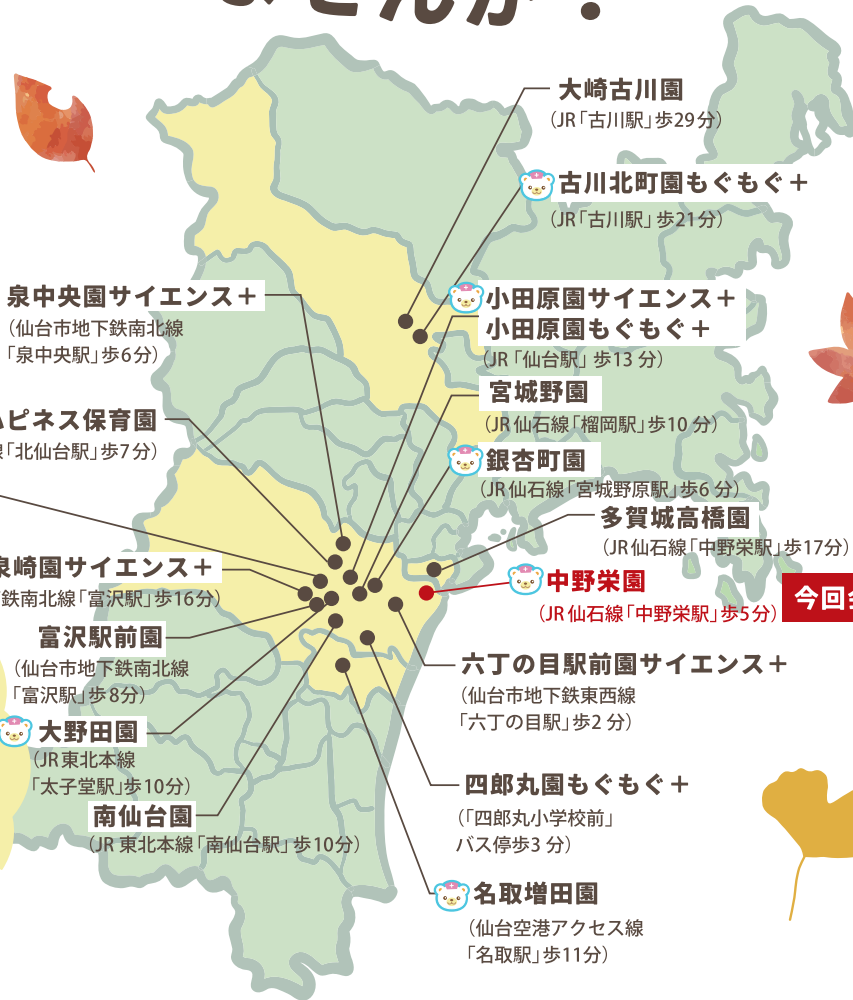 ませんか？
大崎古川園
（JR「古川駅」歩29分）
古川北町園もぐもぐ＋
（JR「古川駅」歩21分）
小田原園サイエンス＋
小田原園もぐもぐ＋
（JR「仙台駅」歩13分）
宮城野園
（JR仙石線「榴岡駅」歩10分）
銀杏町園
（JR仙石線「宮城野原駅」歩6分）
多賀城高橋園
（JR仙石線「中野栄駅」歩17分）
中野栄園
（JR仙石線「中野栄駅」歩5分）
今回
六丁の目駅前園サイエンス＋
（仙台市地下鉄東西線
「六丁の目駅」歩2分）
四郎丸園もぐもぐ＋
（「四郎丸小学校前」
バス停歩3分）
名取増田園
（仙台空港アクセス線
「名取駅」歩11分）
泉中央園サイエンス＋
（仙台市地下鉄南北線
「泉中央駅」歩6分）
ピネス保育園
「北仙台駅」歩7分）
崎園サイエンス＋
鉄南北線「富沢駅」歩16分）
富沢駅前園
（仙台市地下鉄南北線
「富沢駅」歩8分）
大野田園
（JR東北本線
「太子堂駅」歩10分）
南仙台園
（JR東北本線「南仙台駅」歩10分）